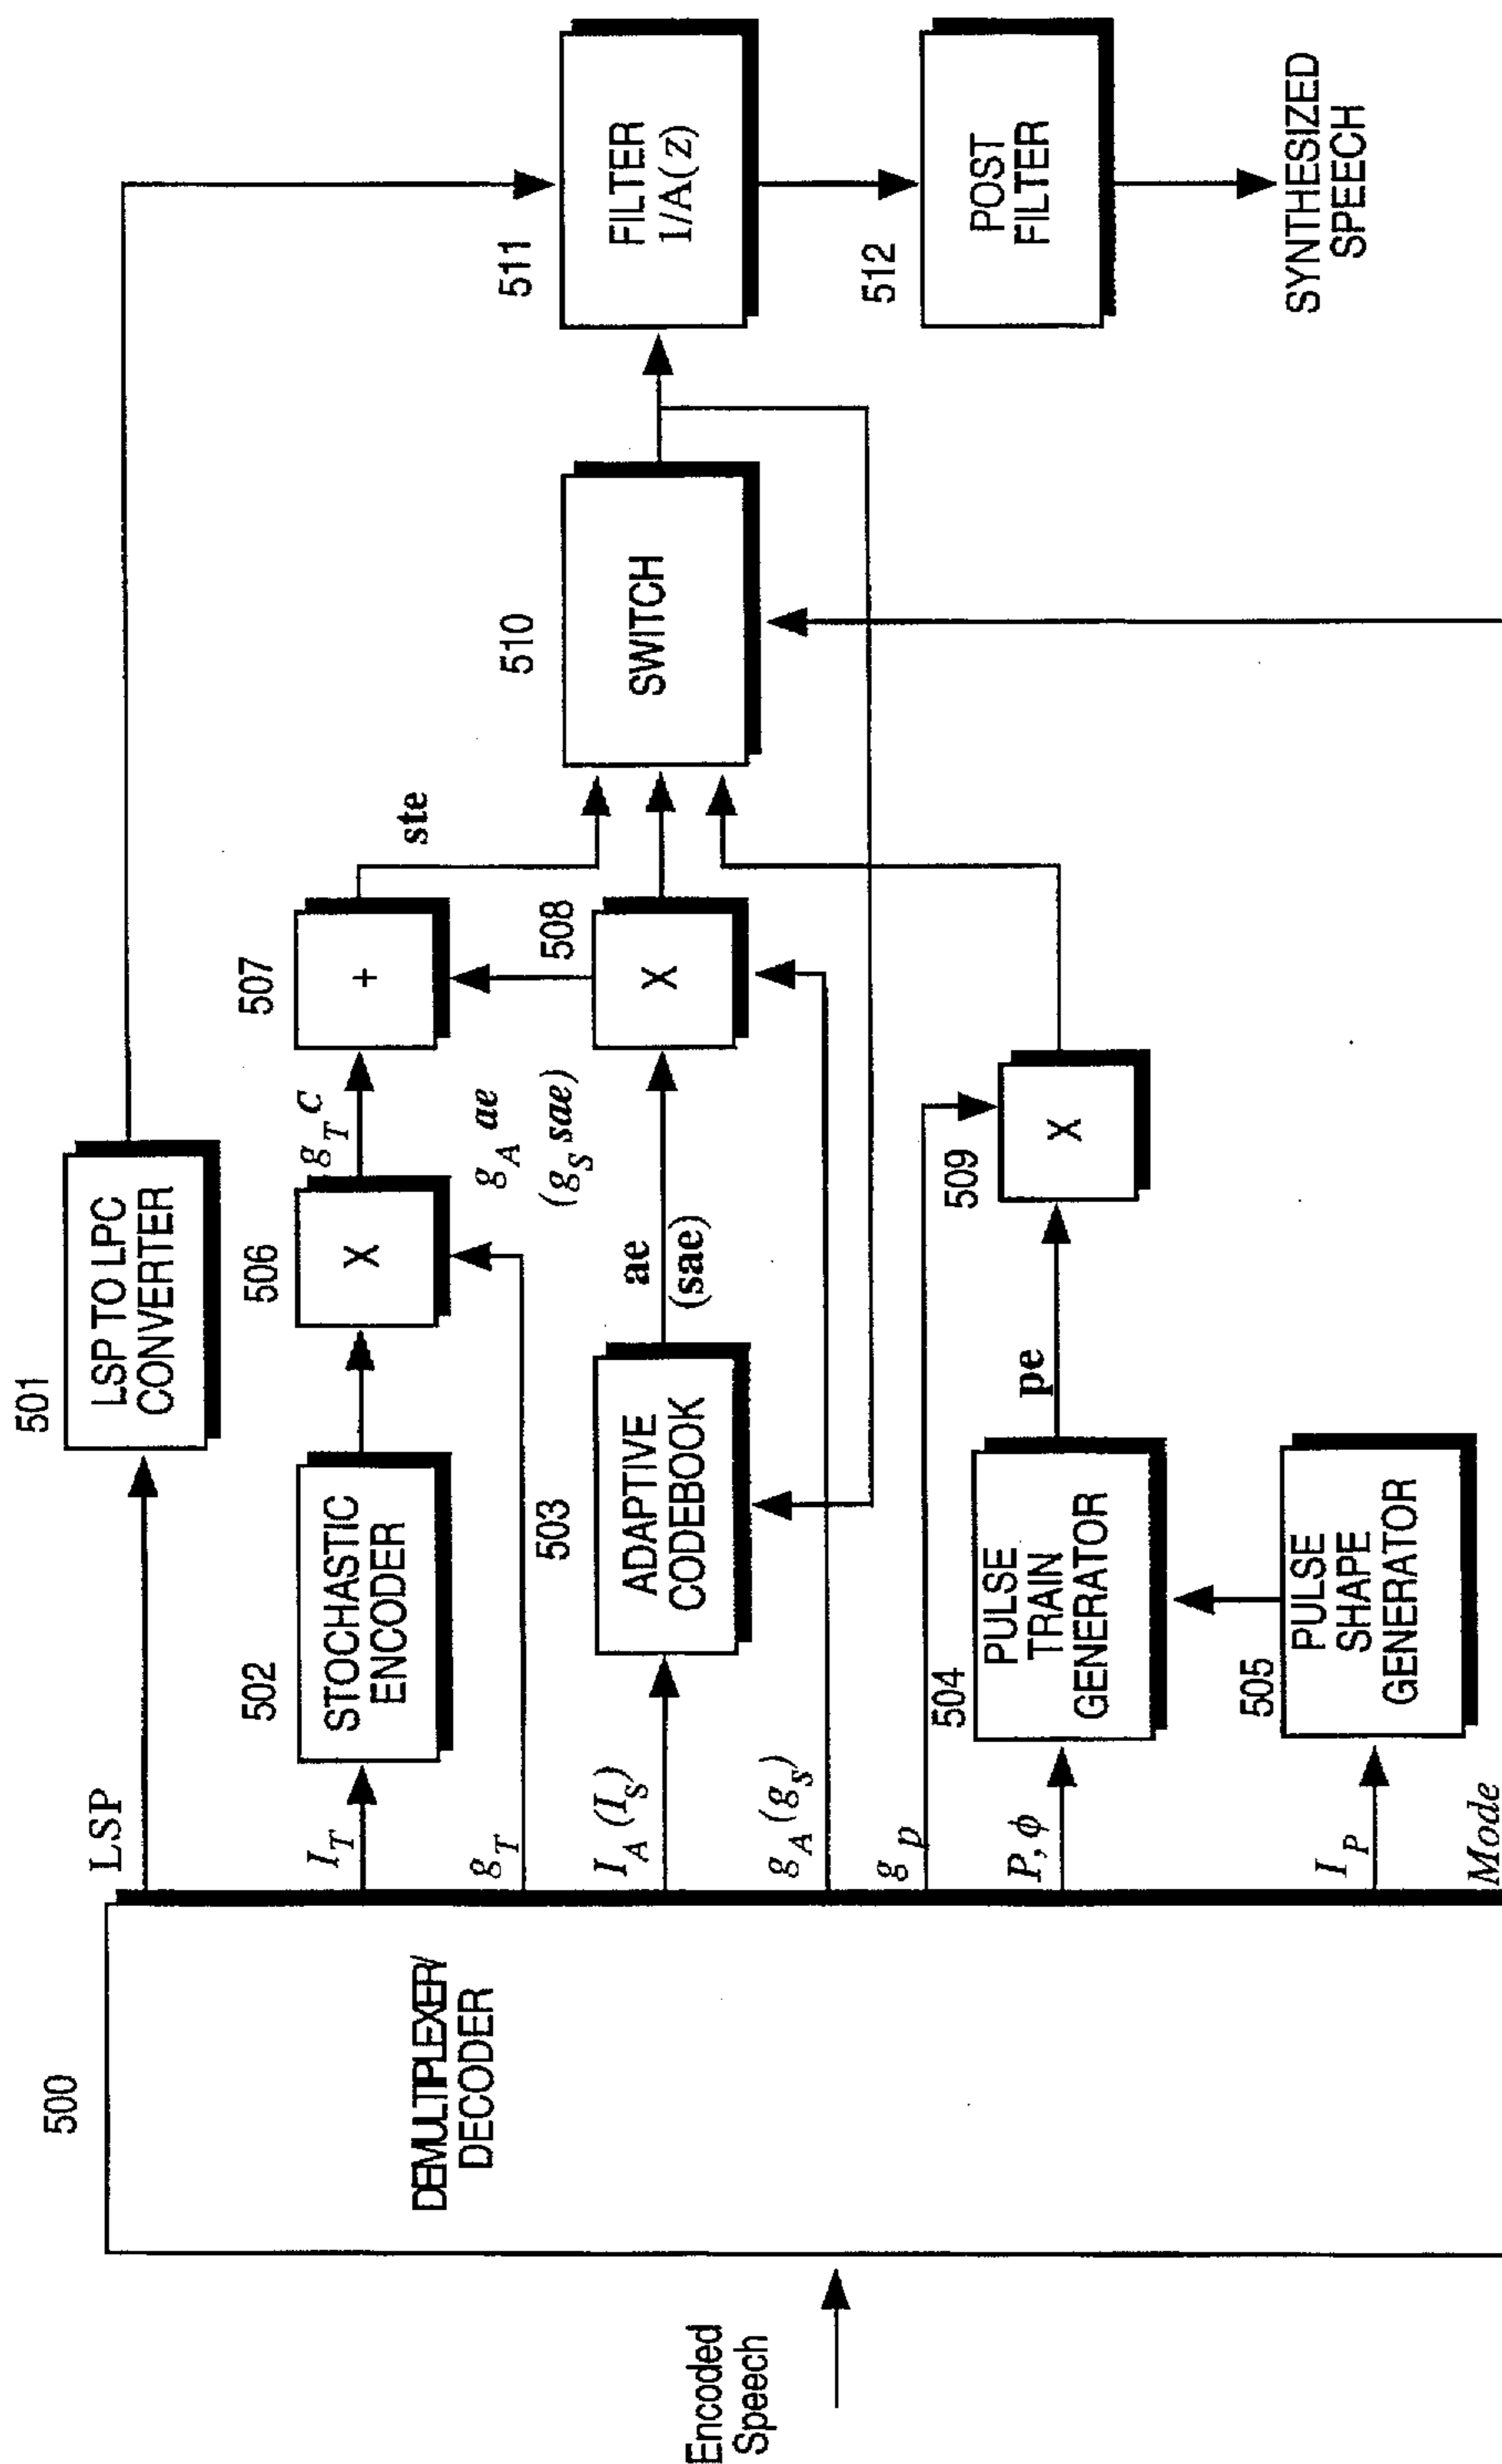 500
DEMULTIPLEXER/
DECODER
Encoded
Speech
LSP
I_T
g_T
I_A (I_S)
g_A (g_s)
g_p
P, ϕ
I_P
Mode
501
LSP TO LPC
CONVERTER
502
STOCHASTIC
ENCODER
503
ADAPTIVE
CODEBOOK
504
PULSE
TRAIN
GENERATOR
505
PULSE
SHAPE
GENERATOR
506
X
g_T c
g_A ae
(g_S sae)
ae
(sae)
pe
507
+
508
X
509
X
ste
510
SWITCH
511
FILTER
1/A(z)
512
POST
FILTER
SYNTHESIZED
SPEECH